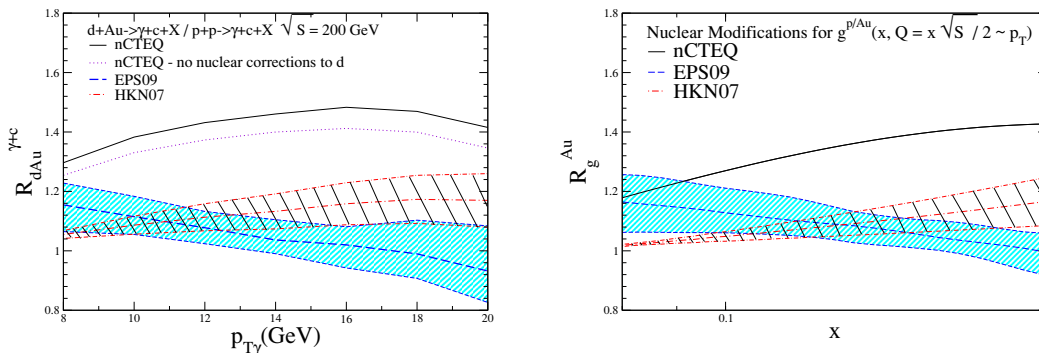 d+Au->γ+c+X / p+p->γ+c+X √S = 200 GeV
nCTEQ
nCTEQ - no nuclear corrections to d
EPS09
HKN07
1.8
1.6
1.4
1.2
1
0.8
R_dAu^γ+c
8 10 12 14 16 18 20
p_Tγ(GeV)
Nuclear Modifications for g^p/Au(x, Q = x √S / 2 ~ p_T)
nCTEQ
EPS09
HKN07
1.8
1.6
1.4
1.2
1
0.8
R_g^Au
0.1
x